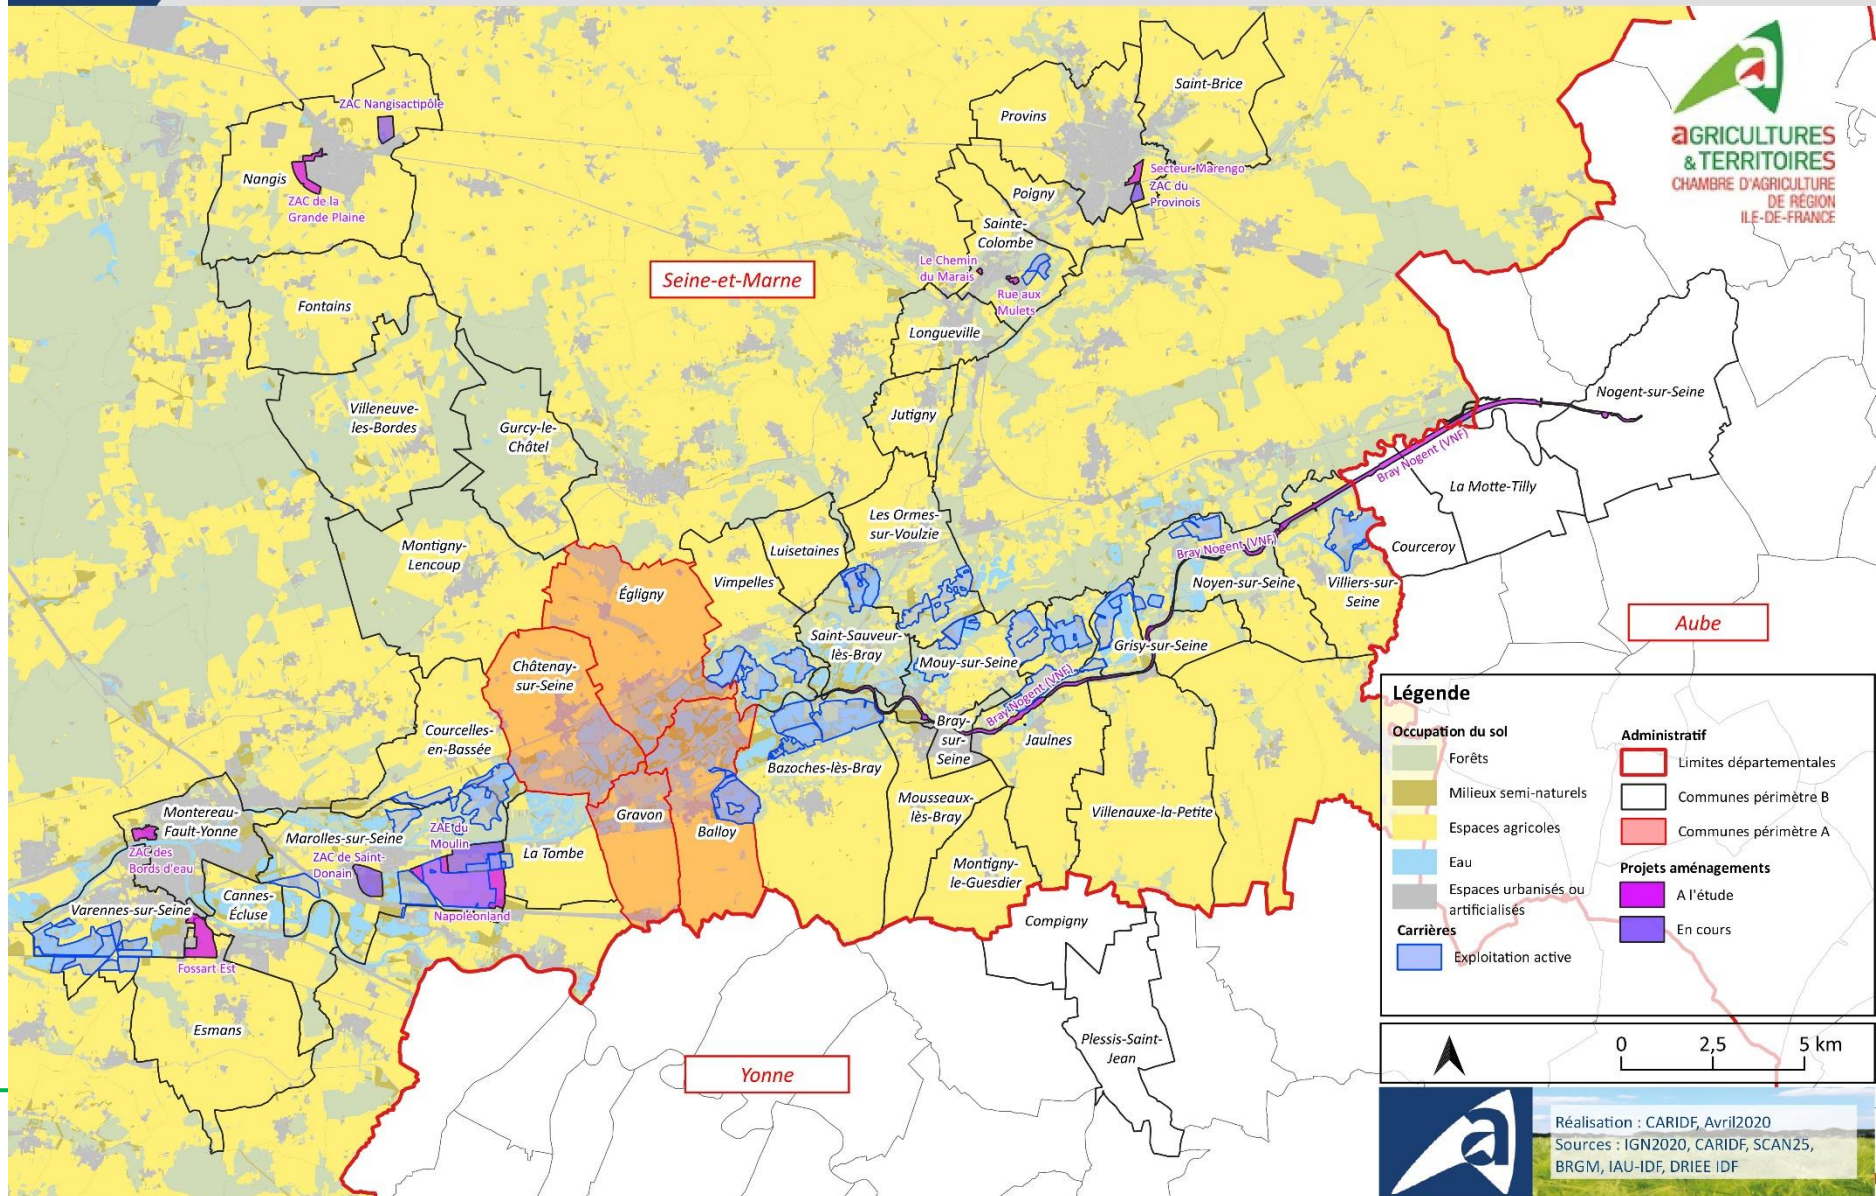 ZAC Nangisactipôle
Nangis
ZAC de la
Grande Plaine
Fontains
Villeneuve-
les-Bordes
Gurcy-le-
Châtel
Montigny-
Lencoup
Seine-et-Marne
Saint-Brice
Provins
Secteur Marengo
ZAC du
Provinois
Poigny
Sainte-
Colombe
Le Chemin
du Marais
Rue aux
Mulets
Longueville
Jutigny
Les Ormes-
sur-Voulzie
Luisetaines
Vimpelles
Égligny
Châtenay-
sur-Seine
Saint-Sauveur-
lès-Bray
Mouy-sur-Seine
Grisy-sur-Seine
Noyen-sur-Seine
Villiers-sur-
Seine
Bray Nogent (VNF)
Bray Nogent (VNF)
Bray Nogent (VNF)
Nogent-sur-Seine
La Motte-Tilly
Courceroy
Aube
Courcelles-
en-Bassée
Bazoches-lès-Bray
Bray-
sur-
Seine
Jaulnes
Mousseaux-
lès-Bray
Villenauxe-la-Petite
Montigny-
le-Guesdier
Gravon
Balloy
La Tombe
Montereau-
Fault-Yonne
Marolles-sur-Seine
ZAE du
Moulin
ZAC de Saint-
Donain
ZAC des
Bords d'eau
Cannes-
Écluse
Varennes-sur-Seine
Napoléonland
Fossart Est
Esmans
Compigny
Plessis-Saint-
Jean
Yonne
aGRICULTURES
& TERRITOIRES
CHAMBRE D'AGRICULTURE
DE RÉGION
ILE-DE-FRANCE
Légende
Occupation du sol
Forêts
Milieux semi-naturels
Espaces agricoles
Eau
Espaces urbanisés ou
artificialisés
Carrières
Exploitation active
Administratif
Limites départementales
Communes périmètre B
Communes périmètre A
Projets aménagements
A l'étude
En cours
0 2,5 5 km
Réalisation : CARIDF, Avril2020
Sources : IGN2020, CARIDF, SCAN25,
BRGM, IAU-IDF, DRIEE IDF